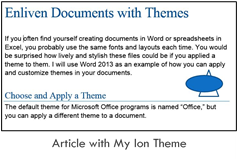 Enliven Documents with Themes
If you often find yourself creating documents in Word or spreadsheets in
Excel, you probably use the same fonts and layouts each time. You would
be surprised how lively and stylish these files could be if you applied a
theme to them. I will use Word 2013 as an example of how you can apply
and customize themes in your documents.
Choose and Apply a Theme
The default theme for Microsoft Office programs is named "Office," but
you can apply a different theme to a document.
Article with My Ion Theme